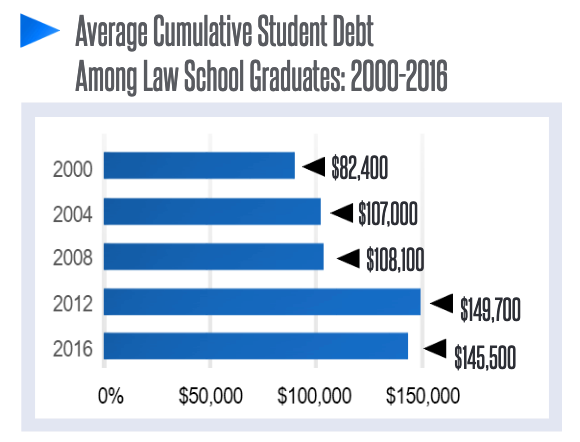 Average Cumulative Student Debt
Among Law School Graduates: 2000-2016
2000 $82,400
2004 $107,000
2008 $108,100
2012 $149,700
2016 $145,500
0% $50,000 $100,000 $150,000